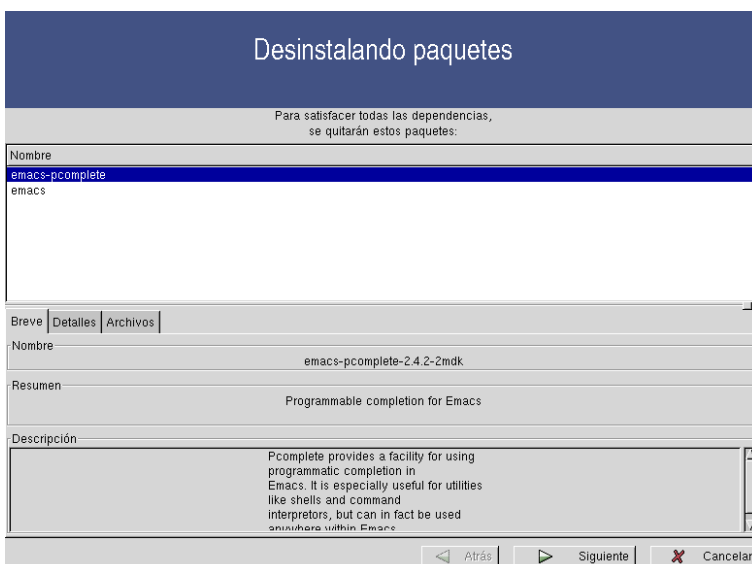 Desinstalando paquetes
Para satisfacer todas las dependencias,
se quitarán estos paquetes:
Nombre
emacs-pcomplete
emacs
Breve Detalles Archivos
Nombre
emacs-pcomplete-2.4.2-2mdk
Resumen
Programmable completion for Emacs
Descripción
Pcomplete provides a facility for using
programmatic completion in
Emacs. It is especially useful for utilities
like shells and command
interpretors, but can in fact be used
anywhere within Emacs
Atrás Siguiente Cancelar